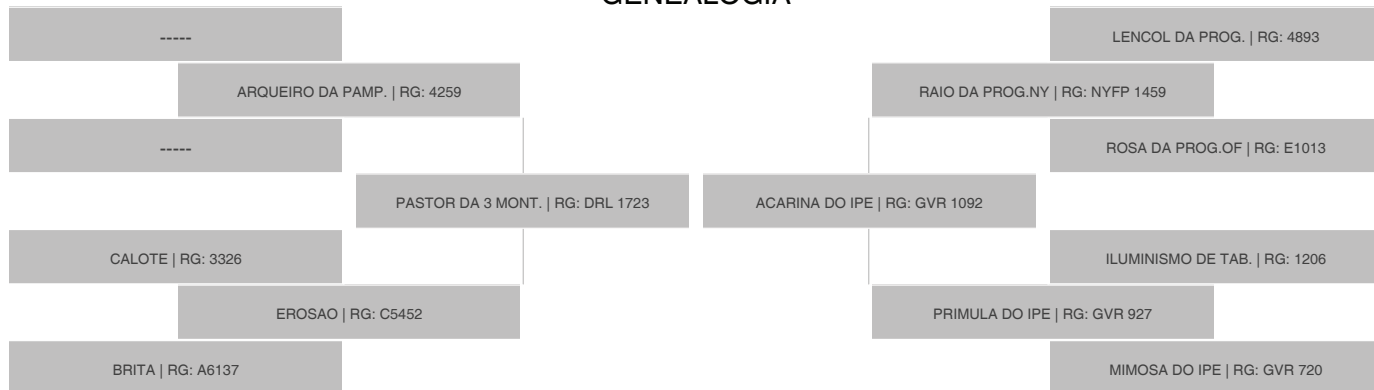 GENEALOGIA
-----
LENCOL DA PROG. | RG: 4893
ARQUEIRO DA PAMP. | RG: 4259
RAIO DA PROG.NY | RG: NYFP 1459
-----
ROSA DA PROG.OF | RG: E1013
PASTOR DA 3 MONT. | RG: DRL 1723
ACARINA DO IPE | RG: GVR 1092
CALOTE | RG: 3326
ILUMINISMO DE TAB. | RG: 1206
EROSAO | RG: C5452
PRIMULA DO IPE | RG: GVR 927
BRITA | RG: A6137
MIMOSA DO IPE | RG: GVR 720